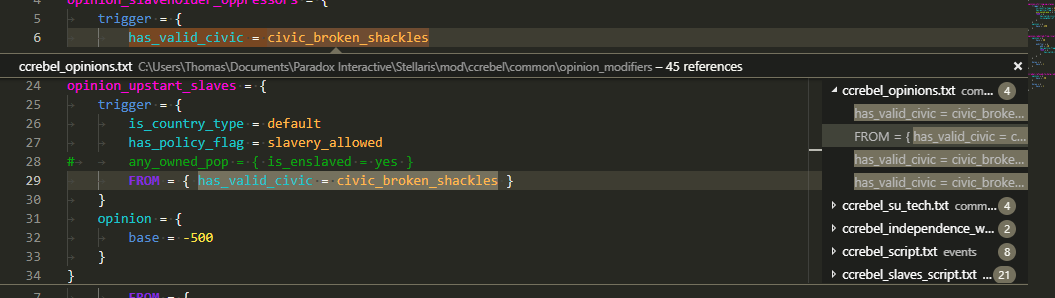 opinion_slaveholder_oppressors = {
5 trigger = {
6 has_valid_civic = civic_broken_shackles
ccrebel_opinions.txt C:\Users\Thomas\Documents\Paradox Interactive\Stellaris\mod\ccrebel\common\opinion_modifiers – 45 references
24 opinion_upstart_slaves = {
25 trigger = {
26 is_country_type = default
27 has_policy_flag = slavery_allowed
28 # any_owned_pop = { is_enslaved = yes }
29 FROM = { has_valid_civic = civic_broken_shackles }
30 }
31 opinion = {
32 base = -500
33 }
34 }
ccrebel_opinions.txt com... 4
has_valid_civic = civic_broke...
FROM = { has_valid_civic = c...
has_valid_civic = civic_broke...
has_valid_civic = civic_broke...
ccrebel_su_tech.txt comm... 4
ccrebel_independence_w... 2
ccrebel_script.txt events 8
ccrebel_slaves_script.txt ... 21
7 FROM = {